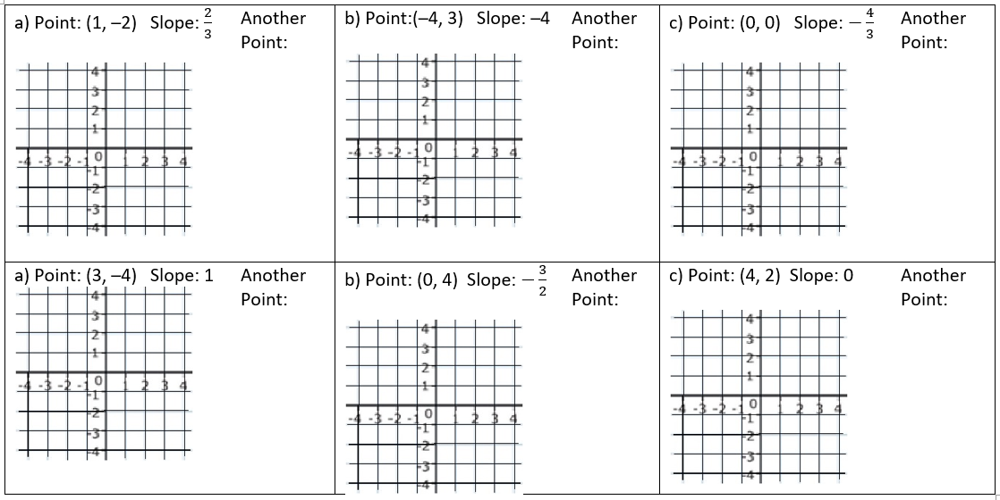 a) Point: (1, –2) Slope: 2/3 Another
Point:
4
3
2
1
-4 -3 -2 -1 0 1 2 3 4
-1
-2
-3
-4
b) Point:(–4, 3) Slope: –4 Another
Point:
4
3
2
1
-4 -3 -2 -1 0 1 2 3 4
-1
-2
-3
-4
c) Point: (0, 0) Slope: − 4/3 Another
Point:
4
3
2
1
-4 -3 -2 -1 0 1 2 3 4
-1
-2
-3
-4
a) Point: (3, –4) Slope: 1 Another
Point:
4
3
2
1
-4 -3 -2 -1 0 1 2 3 4
-1
-2
-3
-4
b) Point: (0, 4) Slope: − 3/2 Another
Point:
4
3
2
1
-4 -3 -2 -1 0 1 2 3 4
-1
-2
-3
-4
c) Point: (4, 2) Slope: 0 Another
Point:
4
3
2
1
-4 -3 -2 -1 0 1 2 3 4
-1
-2
-3
-4